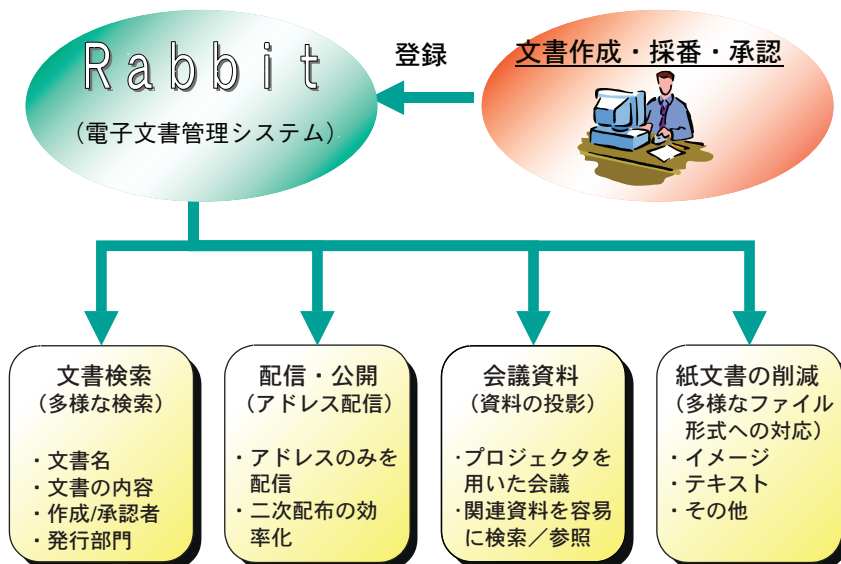 Rabbit
（電子文書管理システム）
登録
文書作成・採番・承認
文書検索
（多様な検索）
・文書名
・文書の内容
・作成/承認者
・発行部門
配信・公開
（アドレス配信）
・アドレスのみを
配信
・二次配布の効
率化
会議資料
（資料の投影）
・プロジェクタを
用いた会議
・関連資料を容易
に検索／参照
紙文書の削減
（多様なファイル
形式への対応）
・イメージ
・テキスト
・その他